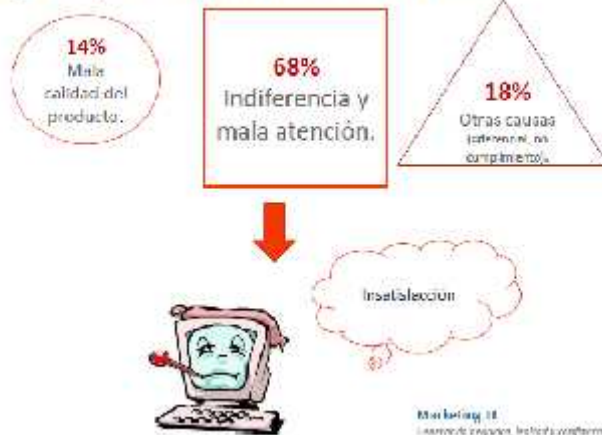 14%
Mala
calidad del
producto.
68%
Indiferencia y
mala atención.
18%
Otras causas
cumplimiento).
Insatisfacción
Marketing